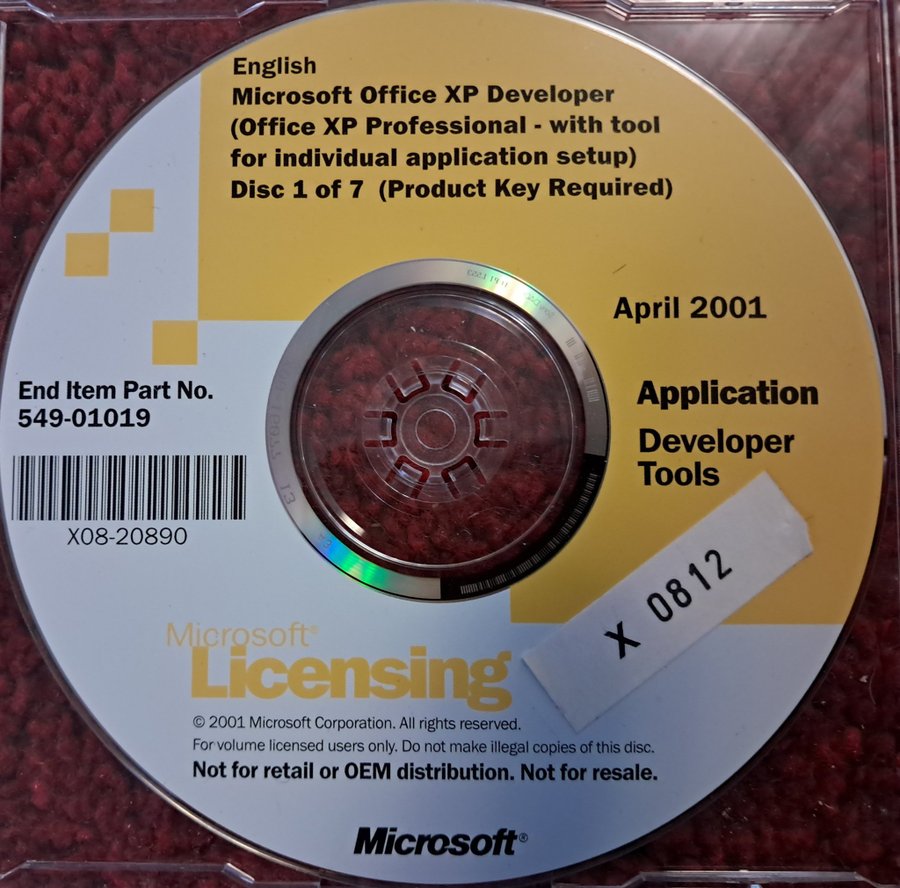 English
Microsoft Office XP Developer
(Office XP Professional - with tool
for individual application setup)
Disc 1 of 7 (Product Key Required)
April 2001
End Item Part No.
549-01019
X08-20890
Application
Developer
Tools
X 0812
Microsoft®
Licensing
© 2001 Microsoft Corporation. All rights reserved.
For volume licensed users only. Do not make illegal copies of this disc.
Not for retail or OEM distribution. Not for resale.
Microsoft®